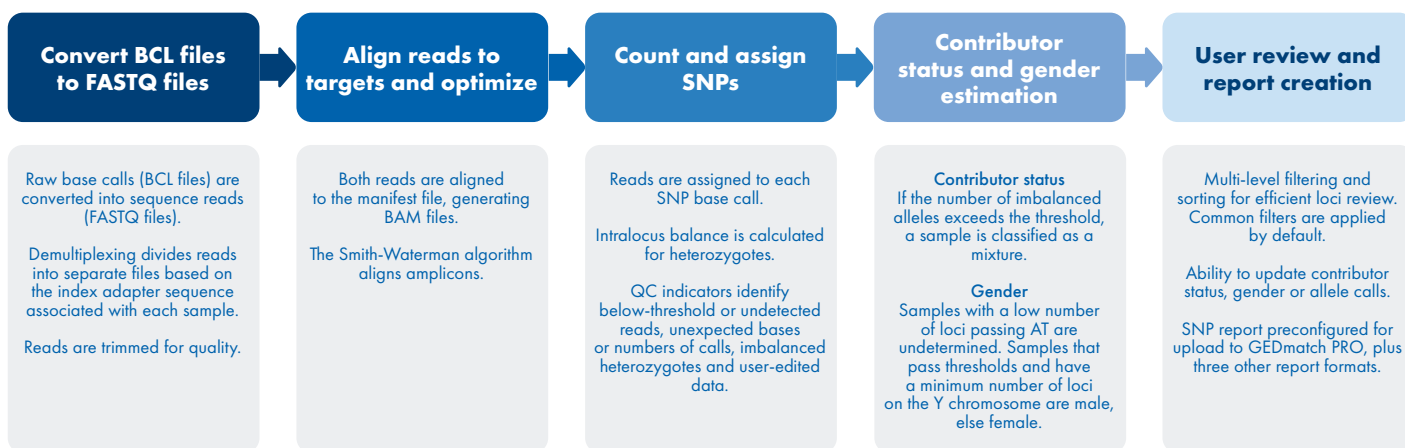 Convert BCL files
to FASTQ files
Align reads to
targets and optimize
Count and assign
SNPs
Contributor
status and gender
estimation
User review and
report creation
Raw base calls (BCL files) are
converted into sequence reads
(FASTQ files).
Demultiplexing divides reads
into separate files based on
the index adapter sequence
associated with each sample.
Reads are trimmed for quality.
Both reads are aligned
to the manifest file, generating
BAM files.
The Smith-Waterman algorithm
aligns amplicons.
Reads are assigned to each
SNP base call.
Intralocus balance is calculated
for heterozygotes.
QC indicators identify
below-threshold or undetected
reads, unexpected bases
or numbers of calls, imbalanced
heterozygotes and user-edited
data.
Contributor status
If the number of imbalanced
alleles exceeds the threshold,
a sample is classified as a
mixture.
Gender
Samples with a low number
of loci passing AT are
undetermined. Samples that
pass thresholds and have
a minimum number of loci
on the Y chromosome are male,
else female.
Multi-level filtering and
sorting for efficient loci review.
Common filters are applied
by default.
Ability to update contributor
status, gender or allele calls.
SNP report preconfigured for
upload to GEDmatch PRO, plus
three other report formats.